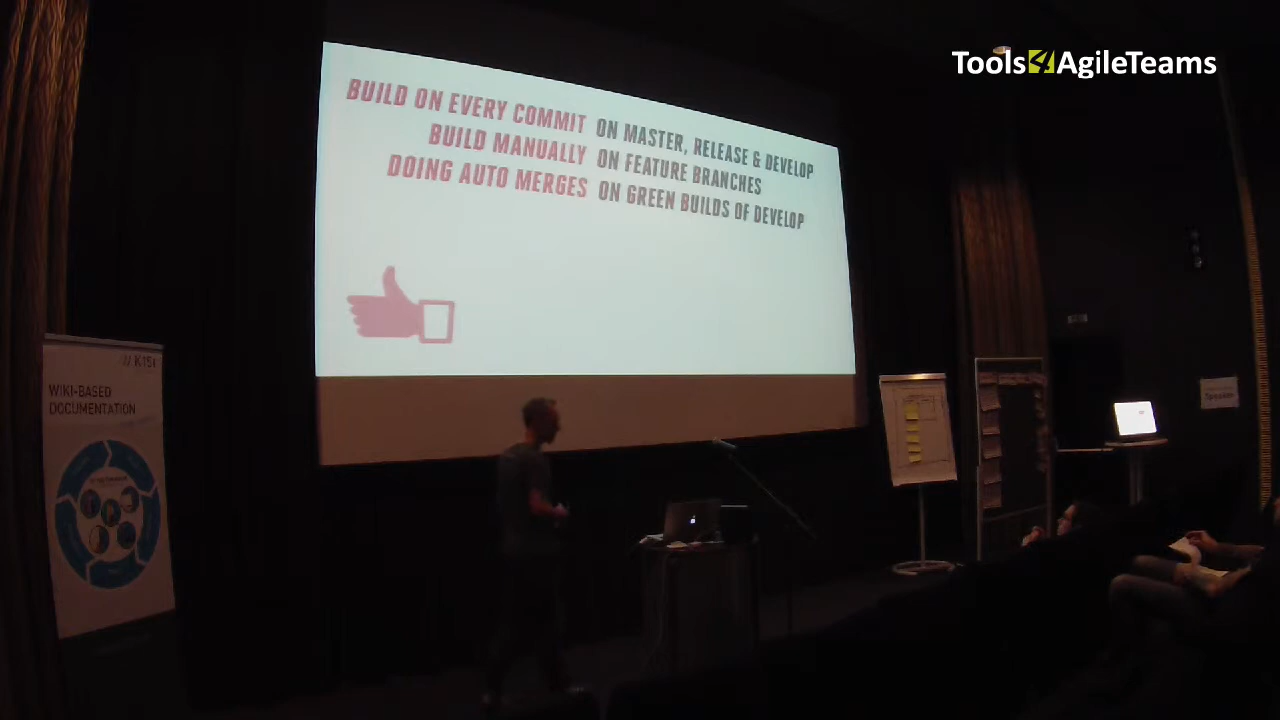 Tools4AgileTeams
BUILD ON EVERY COMMIT ON MASTER, RELEASE & DEVELOP
BUILD MANUALLY ON FEATURE BRANCHES
DOING AUTO MERGES ON GREEN BUILDS OF DEVELOP
// K15t
WIKI-BASED
DOCUMENTATION